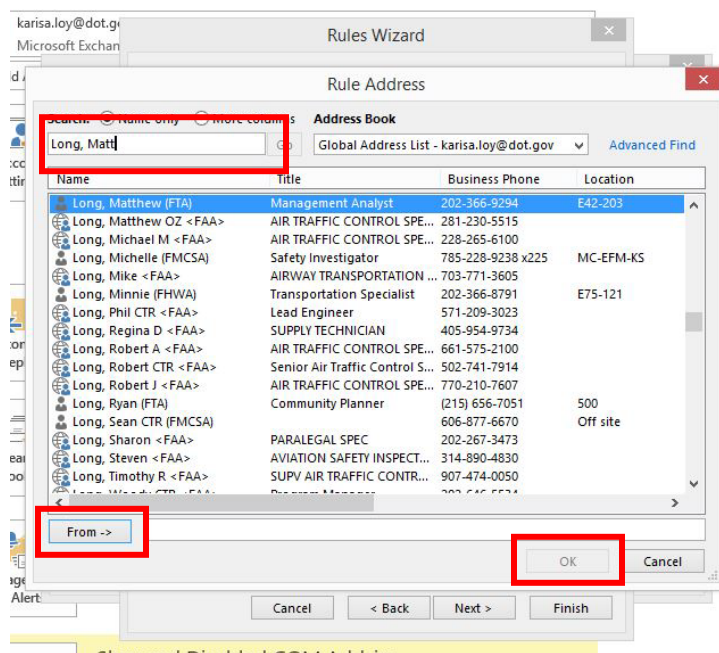 karisa.loy@dot.g
Microsoft Exchan
Rules Wizard
Rule Address
Search: Name only More columns Address Book
Long, Matt Go Global Address List - karisa.loy@dot.gov Advanced Find
Name Title Business Phone Location
Long, Matthew (FTA) Management Analyst 202-366-9294 E42-203
Long, Matthew OZ <FAA> AIR TRAFFIC CONTROL SPE... 281-230-5515
Long, Michael M <FAA> AIR TRAFFIC CONTROL SPE... 228-265-6100
Long, Michelle (FMCSA) Safety Investigator 785-228-9238 x225 MC-EFM-KS
Long, Mike <FAA> AIRWAY TRANSPORTATION ... 703-771-3605
Long, Minnie (FHWA) Transportation Specialist 202-366-8791 E75-121
Long, Phil CTR <FAA> Lead Engineer 571-209-3023
Long, Regina D <FAA> SUPPLY TECHNICIAN 405-954-9734
Long, Robert A <FAA> AIR TRAFFIC CONTROL SPE... 661-575-2100
Long, Robert CTR <FAA> Senior Air Traffic Control S... 502-741-7914
Long, Robert J <FAA> AIR TRAFFIC CONTROL SPE... 770-210-7607
Long, Ryan (FTA) Community Planner (215) 656-7051 500
Long, Sean CTR (FMCSA) 606-877-6670 Off site
Long, Sharon <FAA> PARALEGAL SPEC 202-267-3473
Long, Steven <FAA> AVIATION SAFETY INSPECT... 314-890-4830
Long, Timothy R <FAA> SUPV AIR TRAFFIC CONTR... 907-474-0050
From ->
OK Cancel
Alert
Cancel < Back Next > Finish